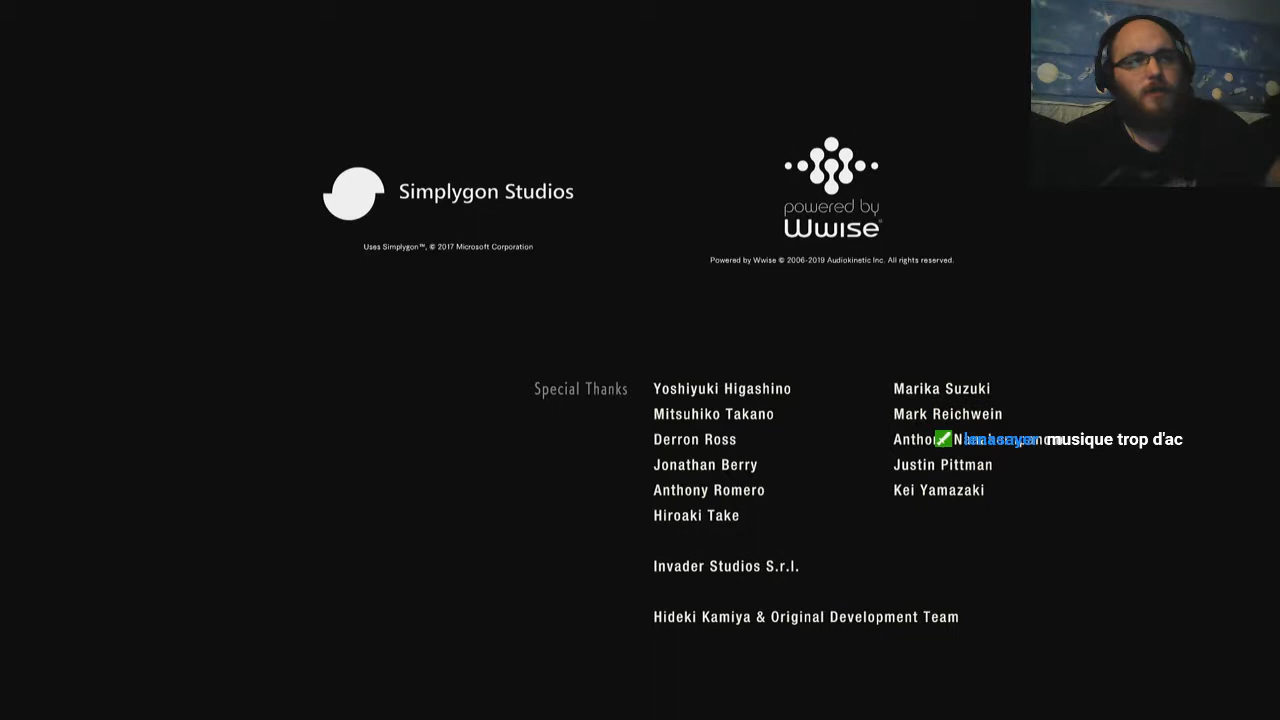 Simplygon Studios
Uses Simplygon™, © 2017 Microsoft Corporation
powered by
Wwise®
Powered by Wwise © 2006-2019 Audiokinetic Inc. All rights reserved.
Special Thanks
Yoshiyuki Higashino
Mitsuhiko Takano
Derron Ross
Jonathan Berry
Anthony Romero
Hiroaki Take
Marika Suzuki
Mark Reichwein
musique trop d'ac
Justin Pittman
Kei Yamazaki
Invader Studios S.r.l.
Hideki Kamiya & Original Development Team